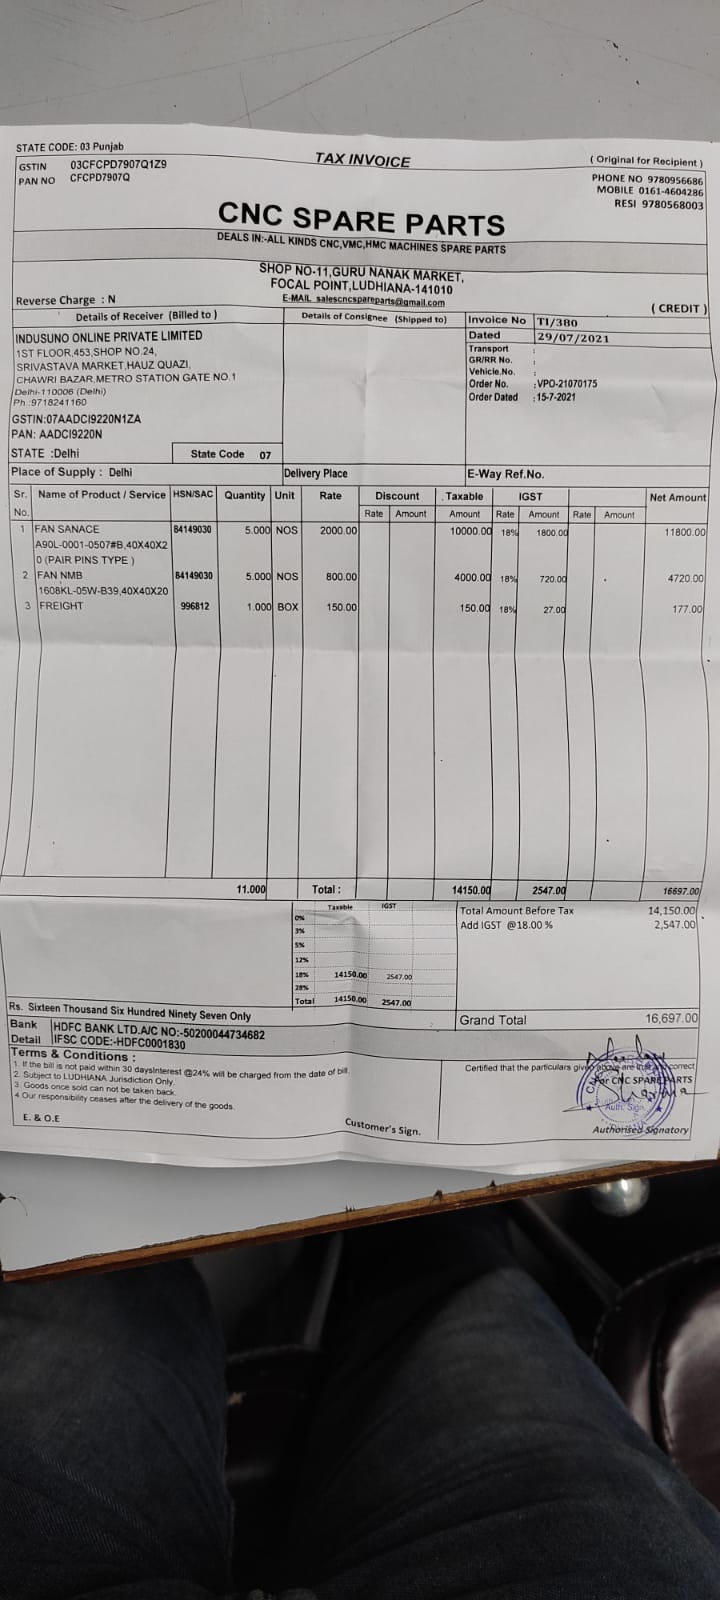 STATE CODE: 03 Punjab
GSTIN 03CFCPD7907Q1Z9
PAN NO CFCPD7907Q
TAX INVOICE
( Original for Recipient )
PHONE NO 9780956686
MOBILE 0161-4604286
RESI 9780568003
CNC SPARE PARTS
DEALS IN:-ALL KINDS CNC,VMC,HMC MACHINES SPARE PARTS
SHOP NO-11,GURU NANAK MARKET,
FOCAL POINT,LUDHIANA-141010
E-MAIL salescncspareparts@gmail.com
Reverse Charge : N
( CREDIT )
Details of Receiver (Billed to)
INDUSUNO ONLINE PRIVATE LIMITED
1ST FLOOR,453,SHOP NO.24,
SRIVASTAVA MARKET,HAUZ QUAZI,
CHAWRI BAZAR,METRO STATION GATE NO.1
Delhi-110006 (Delhi)
Ph :9718241160
GSTIN:07AADCI9220N1ZA
PAN: AADCI9220N
STATE :Delhi State Code 07
Details of Consignee (Shipped to)
Invoice No TI/380
Dated 29/07/2021
Transport :
GR/RR No. :
Vehicle.No. :
Order No. :VPO-21070175
Order Dated :15-7-2021
Place of Supply : Delhi Delivery Place E-Way Ref.No.
Sr. No. Name of Product / Service HSN/SAC Quantity Unit Rate Discount Taxable IGST Net Amount
Rate Amount Amount Rate Amount Rate Amount
1 FAN SANACE 84149030 5.000 NOS 2000.00 10000.00 18% 1800.00 11800.00
A90L-0001-0507#B,40X40X2
0 (PAIR PINS TYPE )
2 FAN NMB 84149030 5.000 NOS 800.00 4000.00 18% 720.00 4720.00
1608KL-05W-B39,40X40X20
3 FREIGHT 996812 1.000 BOX 150.00 150.00 18% 27.00 177.00
11.000 Total : 14150.00 2547.00 16697.00
Taxable IGST
0%
3%
5%
12%
18% 14150.00 2547.00
28%
Total 14150.00 2547.00
Total Amount Before Tax 14,150.00
Add IGST @18.00 % 2,547.00
Grand Total 16,697.00
Rs. Sixteen Thousand Six Hundred Ninety Seven Only
Bank Detail HDFC BANK LTD.A/C NO:-50200044734682
IFSC CODE:-HDFC0001830
Terms & Conditions :
1. If the bill is not paid within 30 daysInterest @24% will be charged from the date of bill.
2. Subject to LUDHIANA Jurisdiction Only.
3. Goods once sold can not be taken back.
4.Our responsibility ceases after the delivery of the goods.
E. & O.E
Customer's Sign.
Certified that the particulars given above are true and correct
For CNC SPARE PARTS
Auth. Sign.
Authorised Signatory